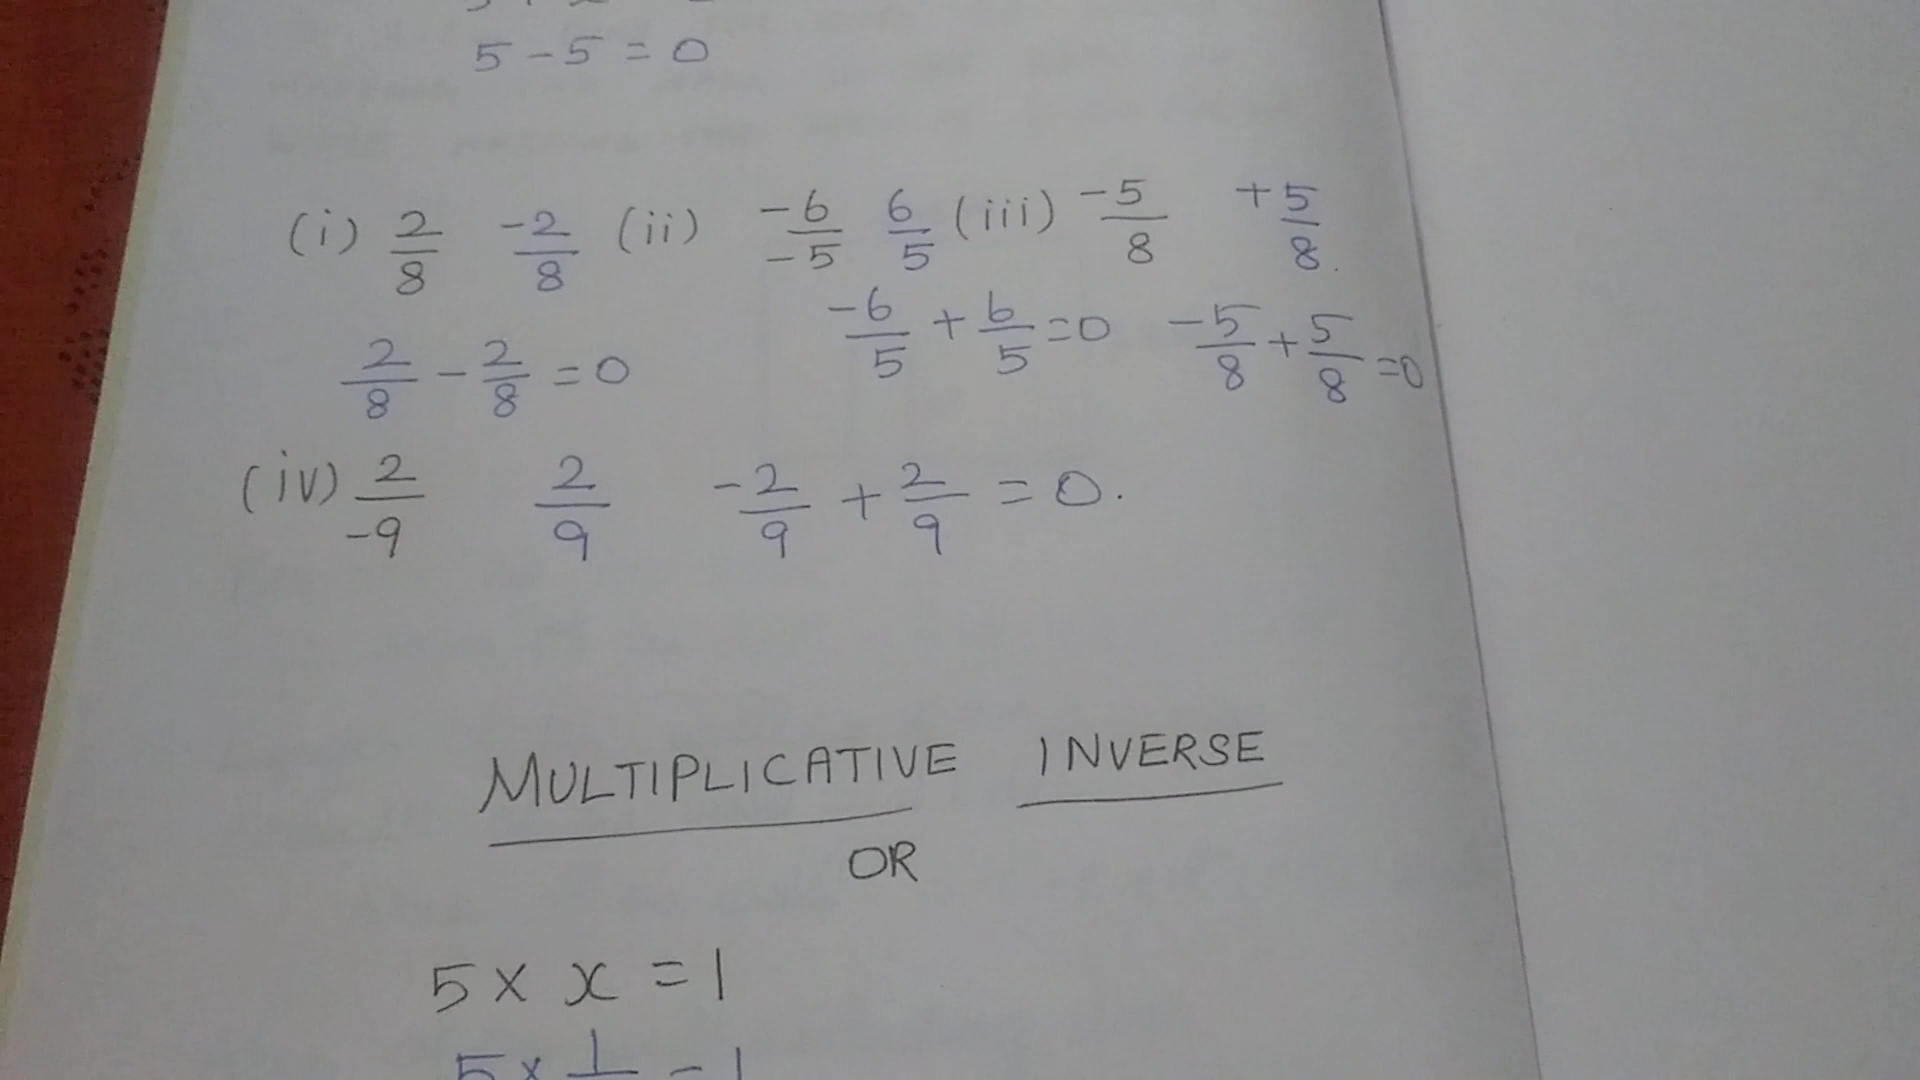 5 - 5 = 0
(i) 2/8 -2/8 (ii) -6/-5 6/5 (iii) -5/8 +5/8.
2/8 - 2/8 = 0 -6/5 + 6/5 = 0 -5/8 + 5/8 = 0
(iv) 2/-9 2/9 -2/9 + 2/9 = 0.
MULTIPLICATIVE INVERSE
OR
5 × x = 1